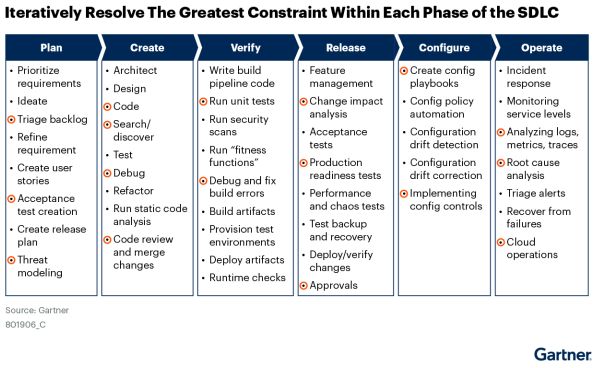 Iteratively Resolve The Greatest Constraint Within Each Phase of the SDLC
Plan
• Prioritize
requirements
• Ideate
Triage backlog
• Refine
requirement
• Create user
stories
Acceptance
test creation
• Create release
plan
Threat
modeling
Create
• Architect
• Design
Code
Search/
discover
• Test
Debug
• Refactor
• Run static code
analysis
Code review
and merge
changes
Verify
• Write build
pipeline code
Run unit tests
• Run security
scans
• Run “fitness
functions”
Debug and fix
build errors
• Build artifacts
• Provision test
environments
• Deploy artifacts
• Runtime checks
Release
• Feature
management
Change impact
analysis
• Acceptance
tests
Production
readiness tests
• Performance
and chaos tests
• Test backup
and recovery
• Deploy/verify
changes
Approvals
Configure
Create config
playbooks
• Config policy
automation
• Configuration
drift detection
• Configuration
drift correction
Implementing
config controls
Operate
• Incident
response
• Monitoring
service levels
Analyzing logs,
metrics, traces
Root cause
analysis
• Triage alerts
• Recover from
failures
Cloud
operations
Source: Gartner
801906_C
Gartner